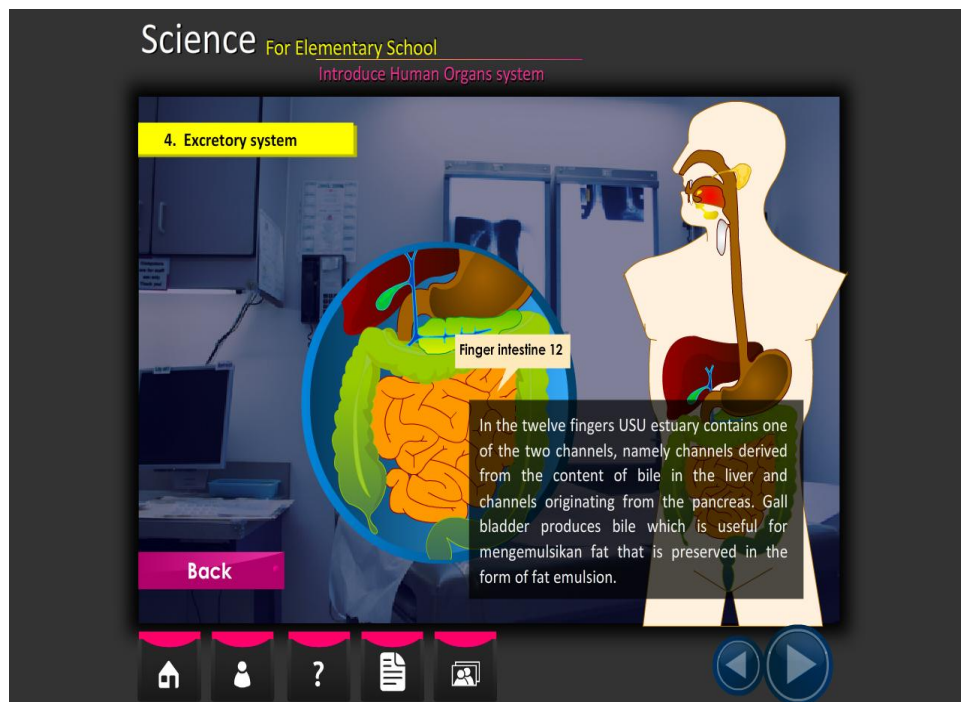 Science For Elementary School
Introduce Human Organs system
4. Excretory system
Finger intestine 12
In the twelve fingers USU estuary contains one
of the two channels, namely channels derived
from the content of bile in the liver and
channels originating from the pancreas. Gall
bladder produces bile which is useful for
mengemulsikan fat that is preserved in the
form of fat emulsion.
Back
?